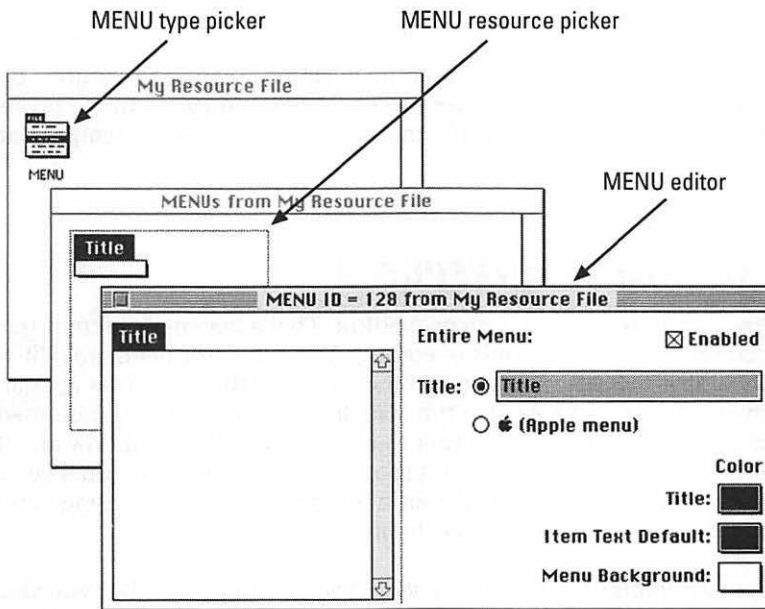 MENU type picker
MENU resource picker
My Resource File
MENU
MENU editor
MENUs from My Resource File
Title
MENU ID = 128 from My Resource File
Title
Entire Menu:
Enabled
Title:
Title
(Apple menu)
Color
Title:
Item Text Default:
Menu Background: